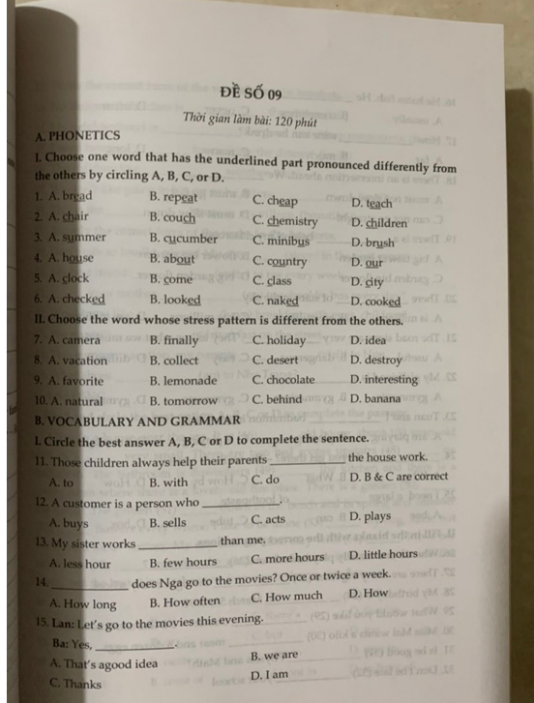 ĐỀ SỐ 09
Thời gian làm bài: 120 phút
A. PHONETICS
I. Choose one word that has the underlined part pronounced differently from
the others by circling A, B, C, or D.
1. A. bread B. repeat C. cheap D. teach
2. A. chair B. couch C. chemistry D. children
3. A. summer B. cucumber C. minibus D. brush
4. A. house B. about C. country D. our
5. A. clock B. come C. class D. city
6. A. checked B. looked C. naked D. cooked
II. Choose the word whose stress pattern is different from the others.
7. A. camera B. finally C. holiday D. idea
8. A. vacation B. collect C. desert D. destroy
9. A. favorite B. lemonade C. chocolate D. interesting
10. A. natural B. tomorrow C. behind D. banana
B. VOCABULARY AND GRAMMAR
I. Circle the best answer A, B, C or D to complete the sentence.
11. Those children always help their parents ____________ the house work.
A. to B. with C. do D. B & C are correct
12. A customer is a person who ____________.
A. buys B. sells C. acts D. plays
13. My sister works ____________ than me.
A. less hour B. few hours C. more hours D. little hours
14. ____________ does Nga go to the movies? Once or twice a week.
A. How long B. How often C. How much D. How
15. Lan: Let's go to the movies this evening.
Ba: Yes, ____________.
A. That's agood idea B. we are
C. Thanks D. I am